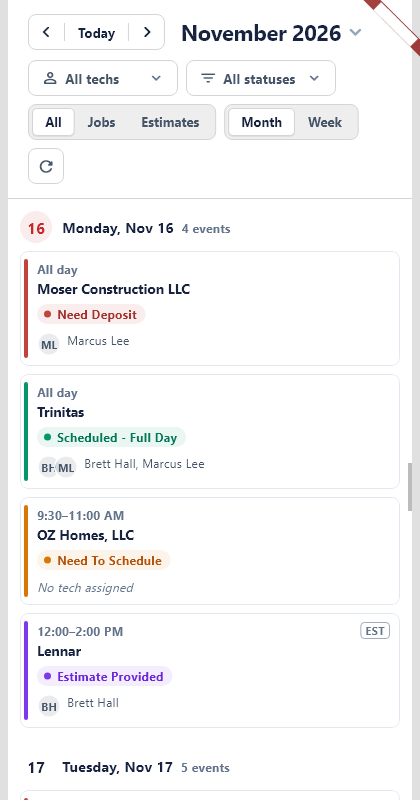 Today
November 2026
All techs
All statuses
All Jobs Estimates
Month Week
16 Monday, Nov 16 4 events
All day
Moser Construction LLC
Need Deposit
ML Marcus Lee
All day
Trinitas
Scheduled - Full Day
BH ML Brett Hall, Marcus Lee
9:30–11:00 AM
OZ Homes, LLC
Need To Schedule
No tech assigned
12:00–2:00 PM EST
Lennar
Estimate Provided
BH Brett Hall
17 Tuesday, Nov 17 5 events